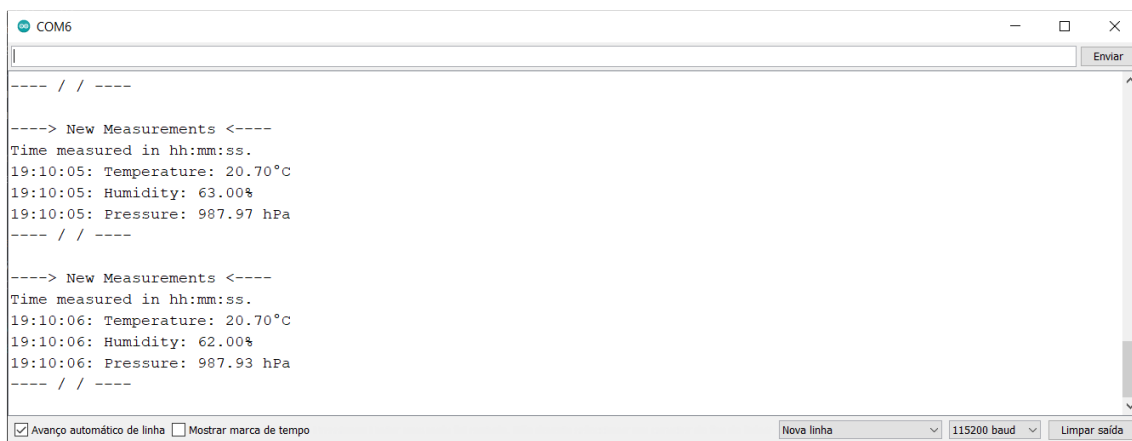 COM6
Enviar
---- / / ----
----> New Measurements <----
Time measured in hh:mm:ss.
19:10:05: Temperature: 20.70°C
19:10:05: Humidity: 63.00%
19:10:05: Pressure: 987.97 hPa
---- / / ----
----> New Measurements <----
Time measured in hh:mm:ss.
19:10:06: Temperature: 20.70°C
19:10:06: Humidity: 62.00%
19:10:06: Pressure: 987.93 hPa
---- / / ----
Avanço automático de linha Mostrar marca de tempo Nova linha 115200 baud Limpar saída